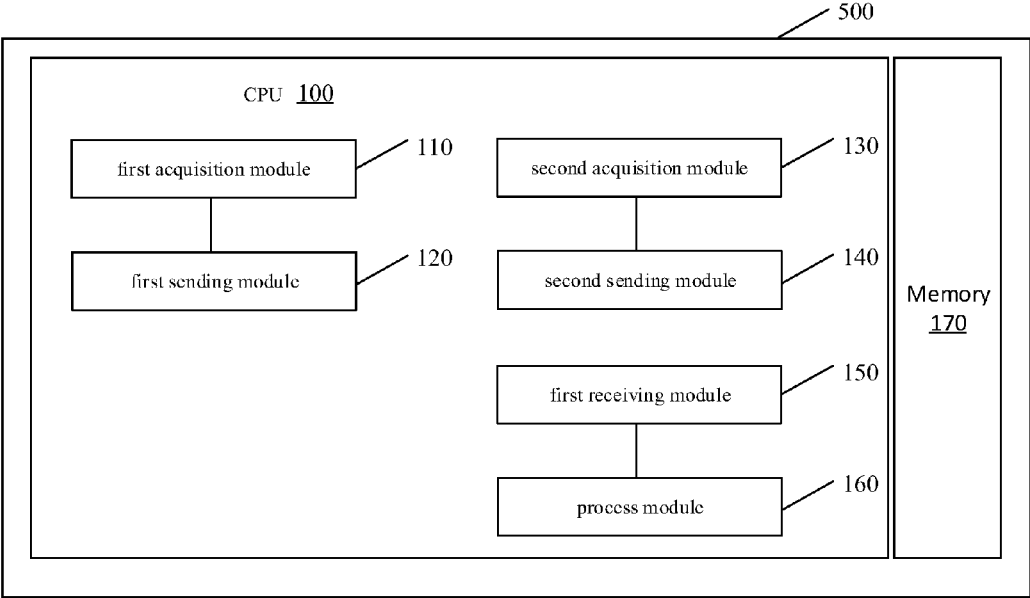 500
CPU 100
first acquisition module
110
first sending module
120
second acquisition module
130
second sending module
140
first receiving module
150
process module
160
Memory
170